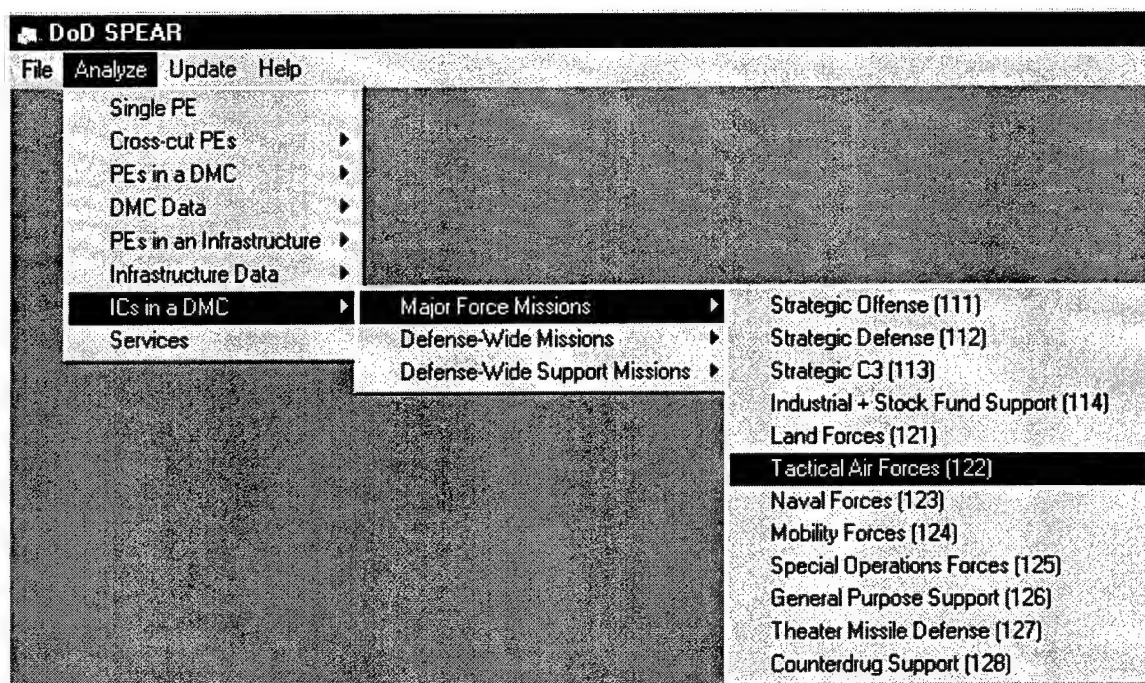 DoD SPEAR
File Analyze Update Help
Single PE
Cross-cut PEs
PEs in a DMC
DMC Data
PEs in an Infrastructure
Infrastructure Data
ICs in a DMC
Services
Major Force Missions
Defense-Wide Missions
Defense-Wide Support Missions
Strategic Offense (111)
Strategic Defense (112)
Strategic C3 (113)
Industrial + Stock Fund Support (114)
Land Forces (121)
Tactical Air Forces (122)
Naval Forces (123)
Mobility Forces (124)
Special Operations Forces (125)
General Purpose Support (126)
Theater Missile Defense (127)
Counterdrug Support (128)